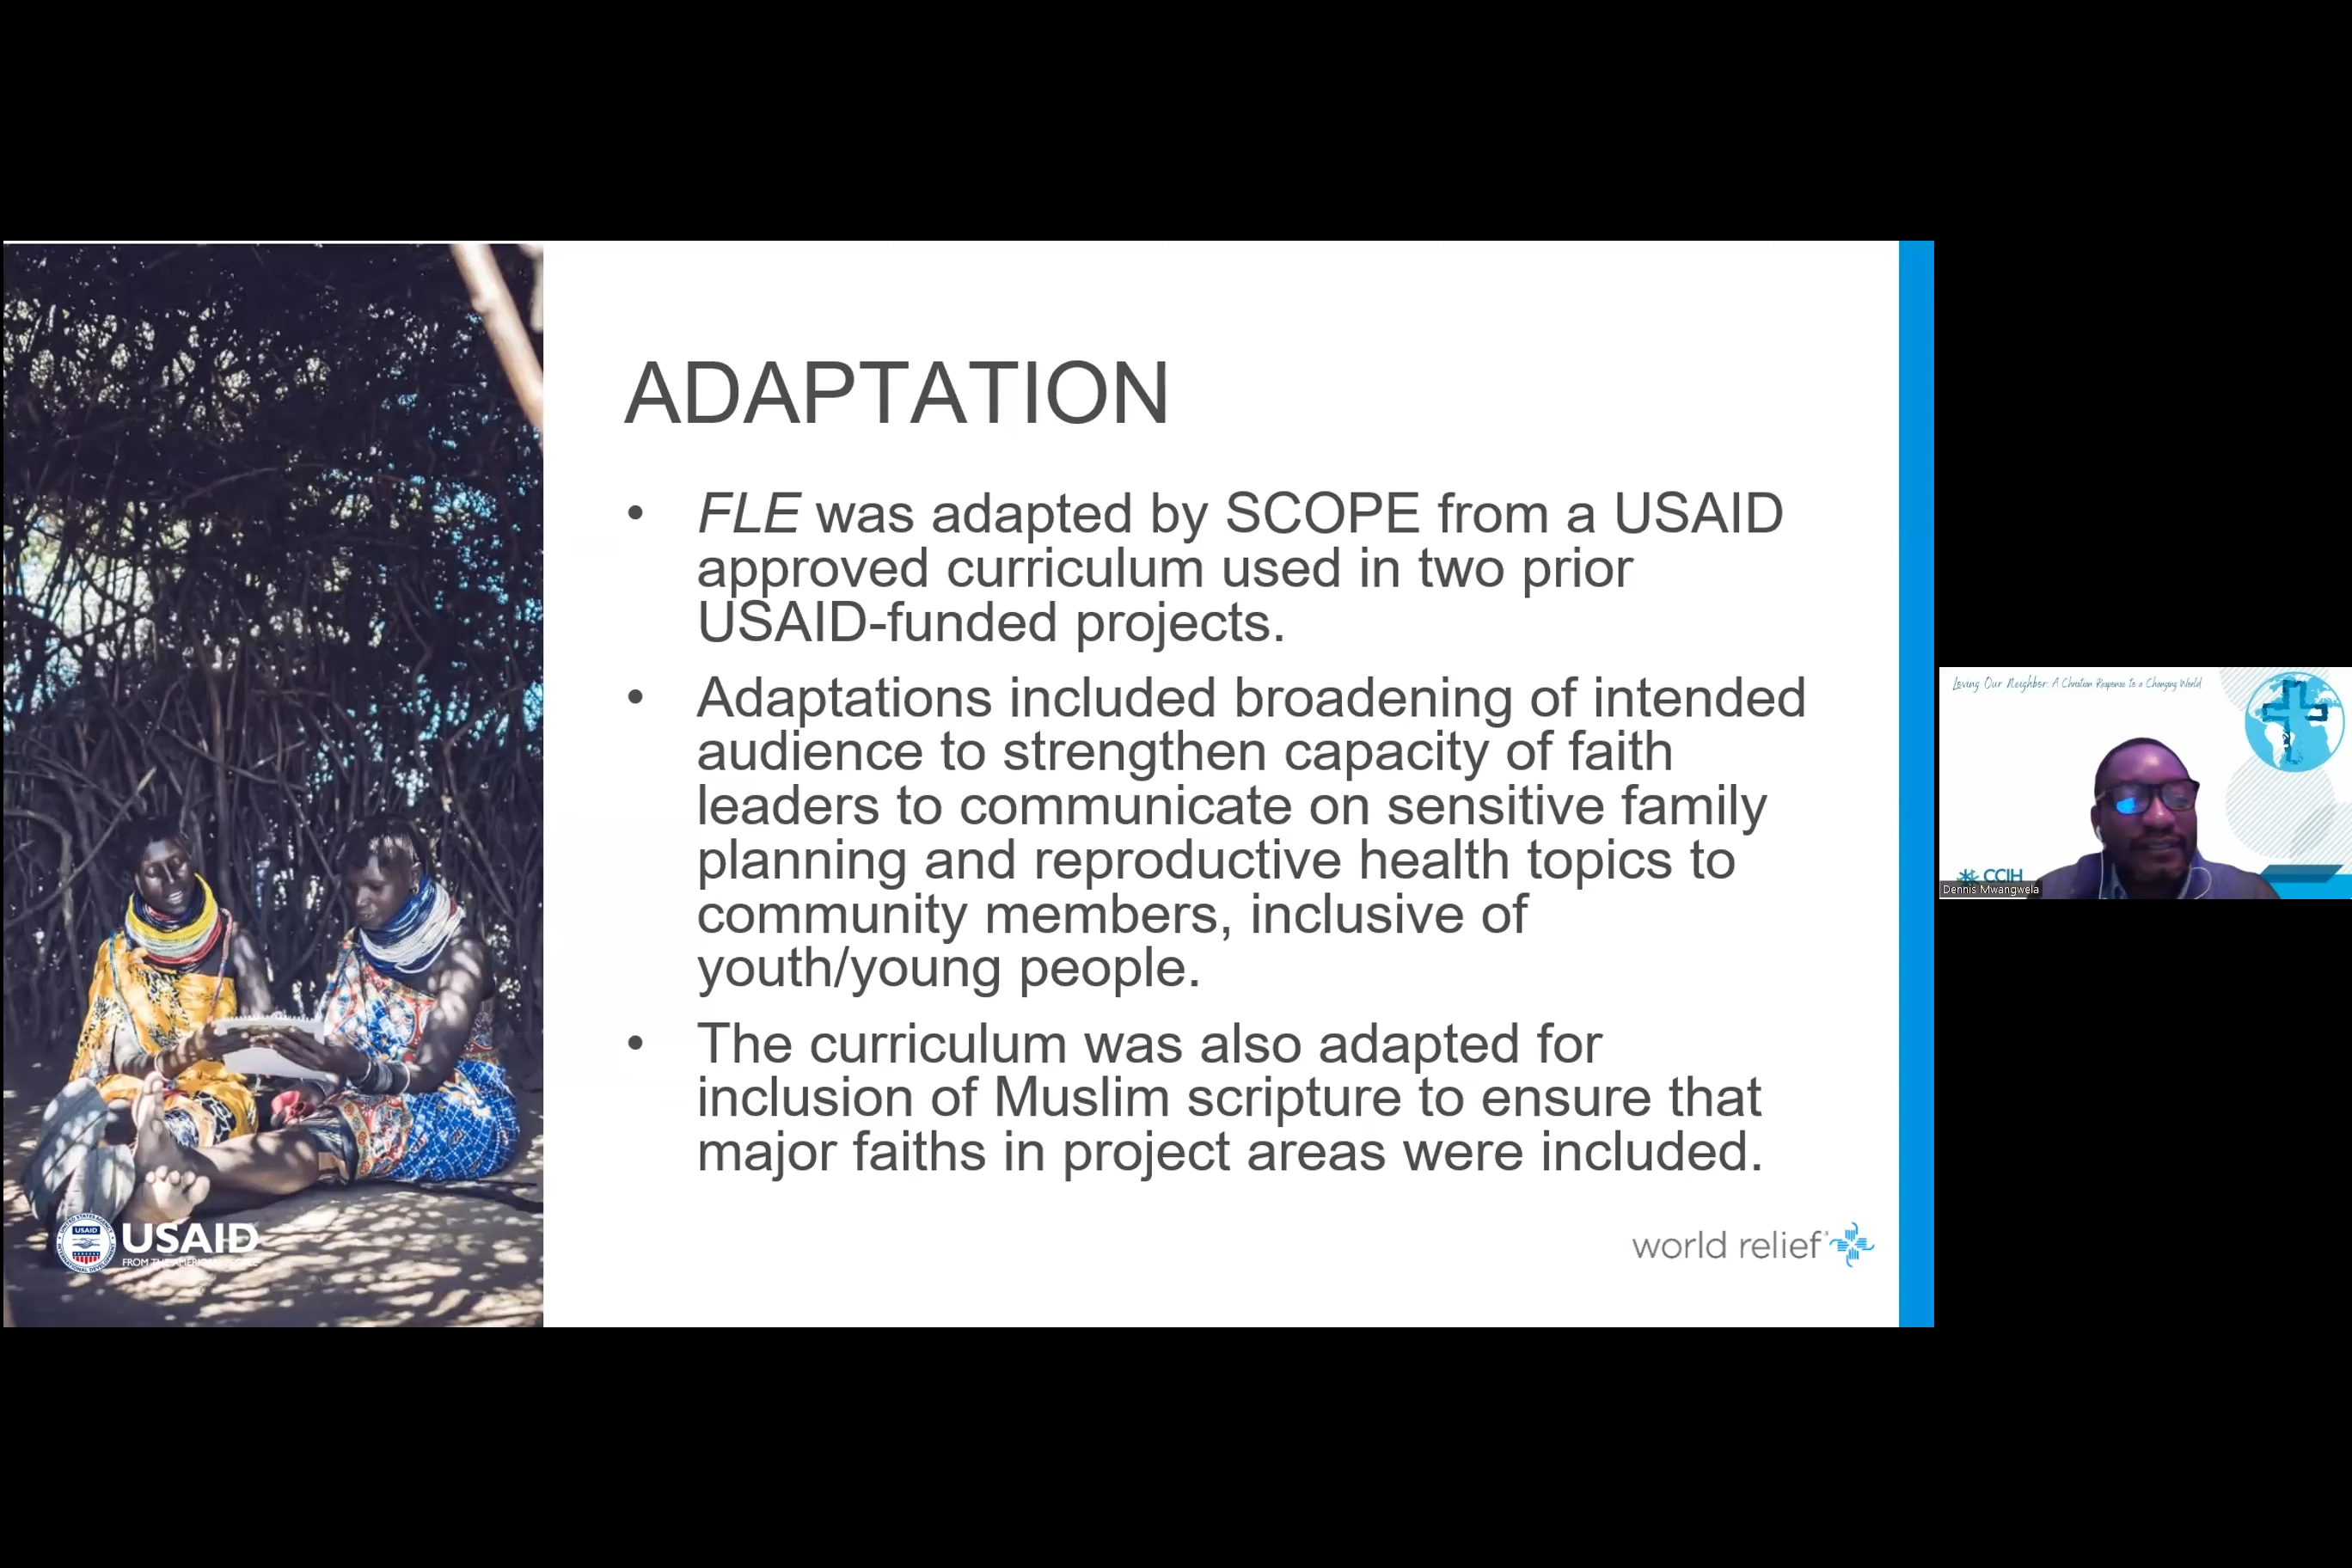 ADAPTATION
• FLE was adapted by SCOPE from a USAID
approved curriculum used in two prior
USAID-funded projects.
• Adaptations included broadening of intended
audience to strengthen capacity of faith
leaders to communicate on sensitive family
planning and reproductive health topics to
community members, inclusive of
youth/young people.
• The curriculum was also adapted for
inclusion of Muslim scripture to ensure that
major faiths in project areas were included.
USAID
USAID
FROM THE AMERICAN
world relief
Loving Our Neighbor: A Christian Response to a Changing World
CCIH
Dennis Mwangwela